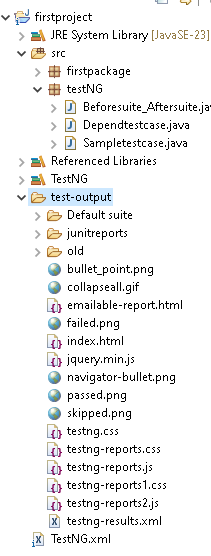 firstproject
JRE System Library [JavaSE-23]
src
firstpackage
testNG
Beforesuite_Aftersuite.ja
Dependtestcase.java
Sampletestcase.java
Referenced Libraries
TestNG
test-output
Default suite
junitreports
old
bullet_point.png
collapseall.gif
emailable-report.html
failed.png
index.html
jquery.min.js
navigator-bullet.png
passed.png
skipped.png
testng.css
testng-reports.css
testng-reports.js
testng-reports1.css
testng-reports2.js
testng-results.xml
TestNG.xml